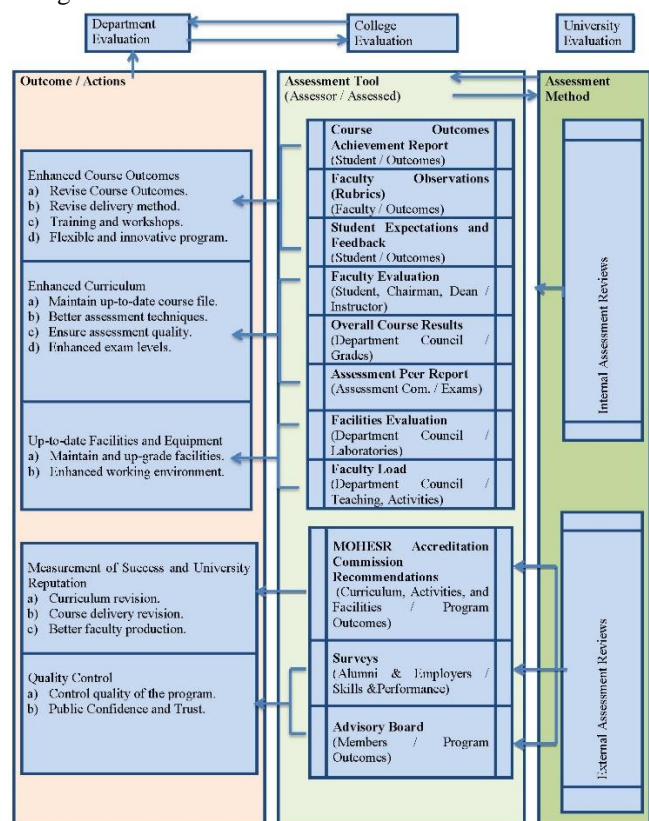 Department
Evaluation
College
Evaluation
University
Evaluation
Outcome / Actions
Assessment Tool
(Assessor / Assessed)
Assessment
Method
Enhanced Course Outcomes
a) Revise Course Outcomes.
b) Revise delivery method.
c) Training and workshops.
d) Flexible and innovative program.
Enhanced Curriculum
a) Maintain up-to-date course file.
b) Better assessment techniques.
c) Ensure assessment quality.
d) Enhanced exam levels.
Up-to-date Facilities and Equipment
a) Maintain and up-grade facilities.
b) Enhanced working environment.
Measurement of Success and University
Reputation
a) Curriculum revision.
b) Course delivery revision.
c) Better faculty production.
Quality Control
a) Control quality of the program.
b) Public Confidence and Trust.
Course Outcomes
Achievement Report
(Student / Outcomes)
Faculty Observations
(Rubrics)
(Faculty / Outcomes)
Student Expectations and
Feedback
(Student / Outcomes)
Faculty Evaluation
(Student, Chairman, Dean /
Instructor)
Overall Course Results
(Department Council /
Grades)
Assessment Peer Report
(Assessment Com. / Exams)
Facilities Evaluation
(Department Council /
Laboratories)
Faculty Load
(Department Council /
Teaching, Activities)
MOHESR Accreditation
Commission
Recommendations
(Curriculum, Activities, and
Facilities / Program
Outcomes)
Surveys
(Alumni & Employers /
Skills &Performance)
Advisory Board
(Members / Program
Outcomes)
Internal Assessment Reviews
External Assessment Reviews